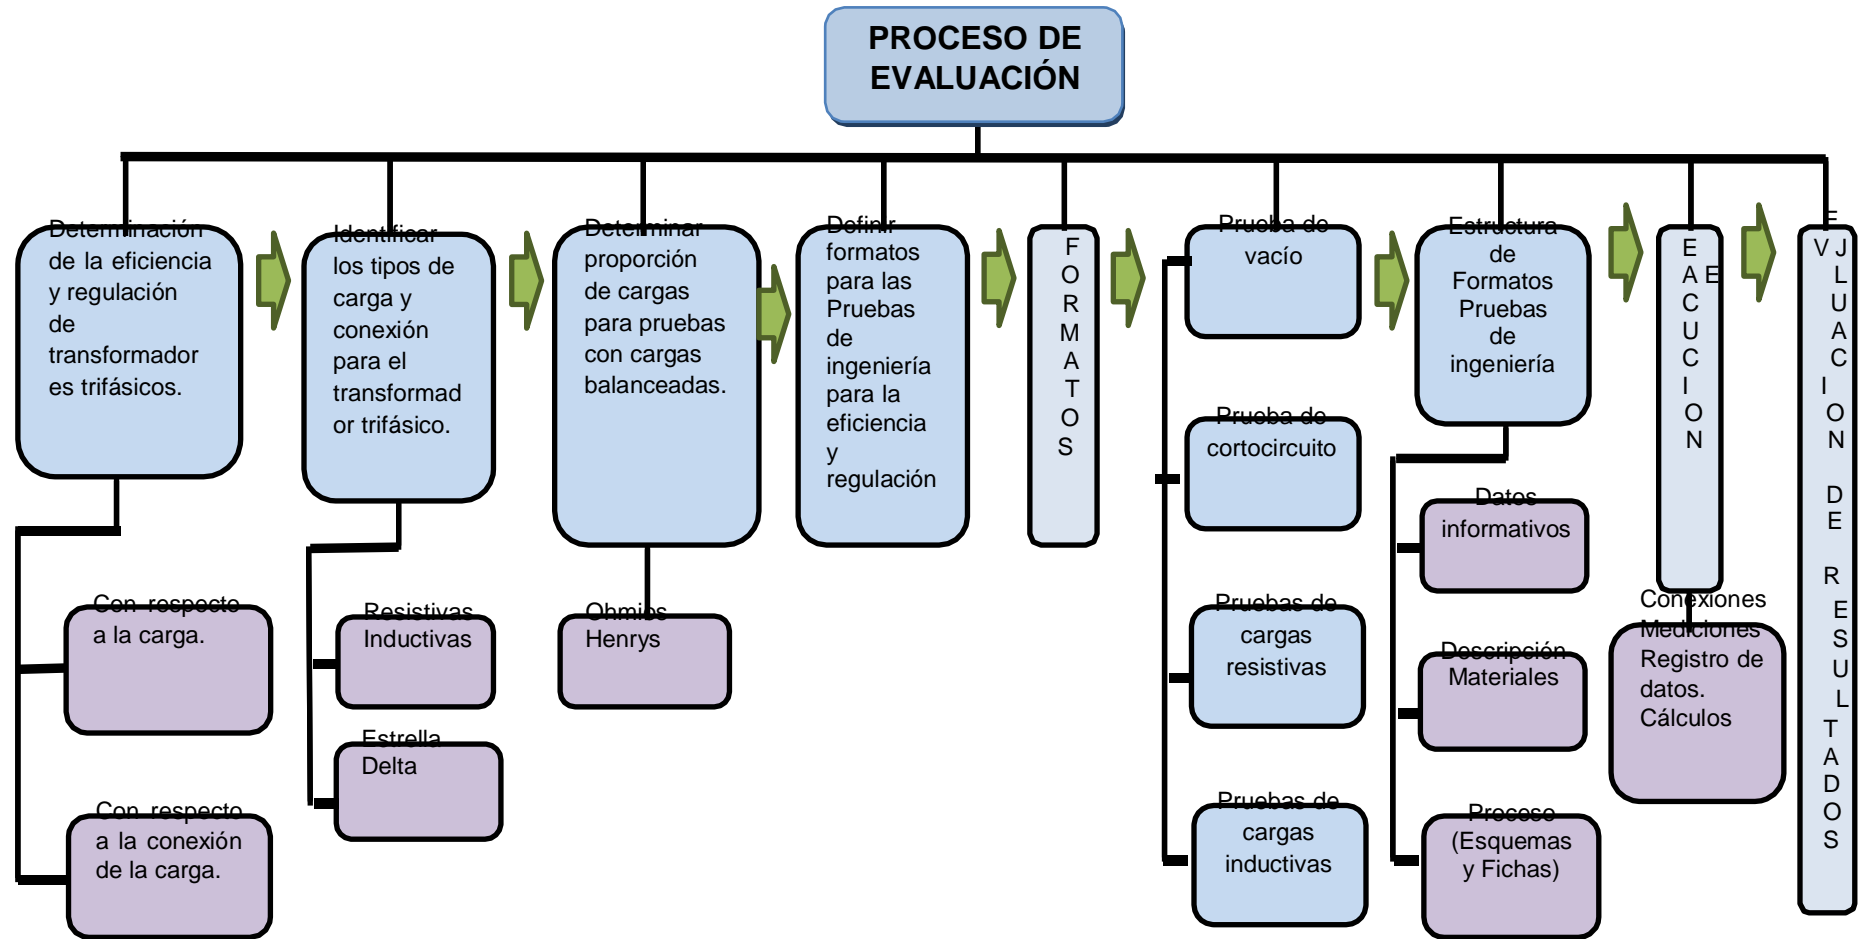 PROCESO DE
EVALUACIÓN
Determinación
de la eficiencia
y regulación
de
transformador
es trifásicos.
Con respecto
a la carga.
Con respecto
a la conexión
de la carga.
Identificar
los tipos de
carga y
conexión
para el
transformad
or trifásico.
Resistivas
Inductivas
Estrella
Delta
Determinar
proporción
de cargas
para pruebas
con cargas
balanceadas.
Ohmios
Henrys
Definir
formatos
para las
Pruebas
de
ingeniería
para la
eficiencia
y
regulación
F
O
R
M
A
T
O
S
Prueba de
vacío
Prueba de
cortocircuito
Pruebas de
cargas
resistivas
Pruebas de
cargas
inductivas
Estructura
de
Formatos
Pruebas
de
ingeniería
Datos
informativos
Descripción
Materiales
Proceso
(Esquemas
y Fichas)
E
A E
C
U
C
I
O
N
Conexiones
Mediciones
Registro de
datos.
Cálculos
E
V J
L
U
A
C
I
O
N
D
E
R
E
S
U
L
T
A
D
O
S